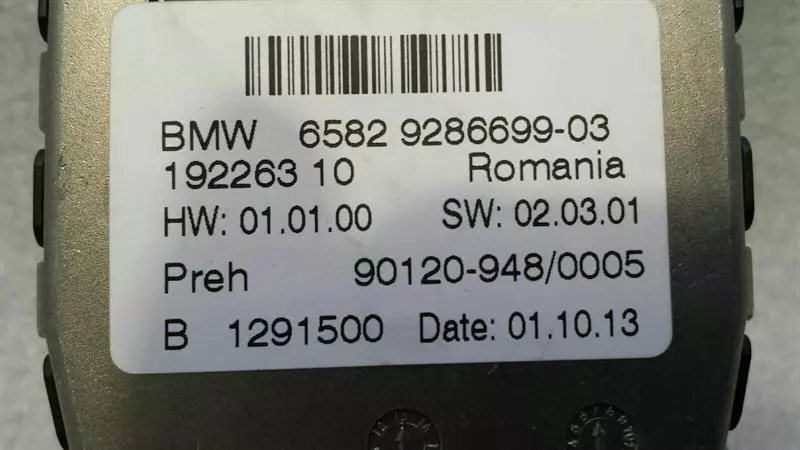 BMW 6582 9286699-03
192263 10 Romania
HW: 01.01.00 SW: 02.03.01
Preh 90120-948/0005
B 1291500 Date: 01.10.13